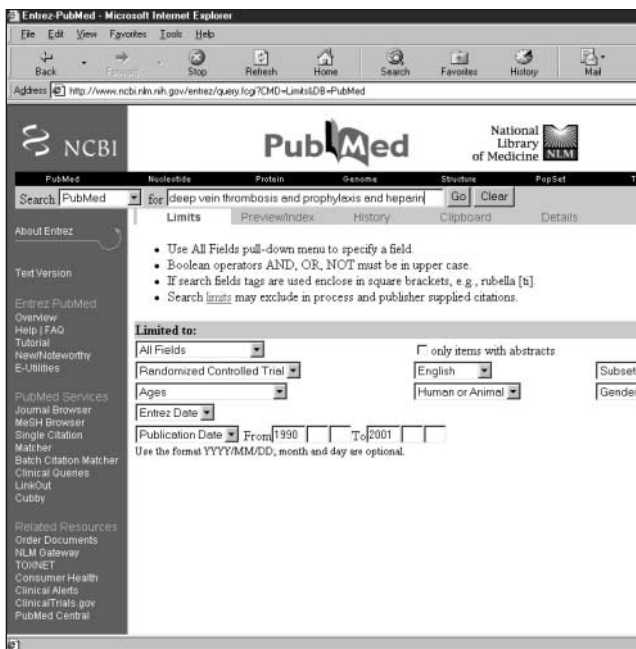 Entrez-PubMed - Microsoft Internet Explorer
File Edit View Favorites Tools Help
Back Forward Stop Refresh Home Search Favorites History Mail
Address http://www.ncbi.nlm.nih.gov/entrez/query.fcgi?CMD=Limits&DB=PubMed
NCBI PubMed National Library of Medicine NLM
PubMed Nucleotide Protein Genome Structure PopSet T
Search PubMed for deep vein thrombosis and prophylaxis and heparin Go Clear
Limits Preview/Index History Clipboard Details
About Entrez
Text Version
Entrez PubMed
Overview
Help | FAQ
Tutorial
New/Noteworthy
E-Utilities
PubMed Services
Journal Browser
MeSH Browser
Single Citation
Matcher
Batch Citation Matcher
Clinical Queries
LinkOut
Cubby
Related Resources
Order Documents
NLM Gateway
TOXNET
Consumer Health
Clinical Alerts
ClinicalTrials.gov
PubMed Central
• Use All Fields pull-down menu to specify a field.
• Boolean operators AND, OR, NOT must be in upper case.
• If search fields tags are used enclose in square brackets, e.g., rubella [ti].
• Search limits may exclude in process and publisher supplied citations.
Limited to:
All Fields only items with abstracts
Randomized Controlled Trial English Subset
Ages Human or Animal Gende
Entrez Date
Publication Date From 1990 To 2001
Use the format YYYY/MM/DD; month and day are optional.